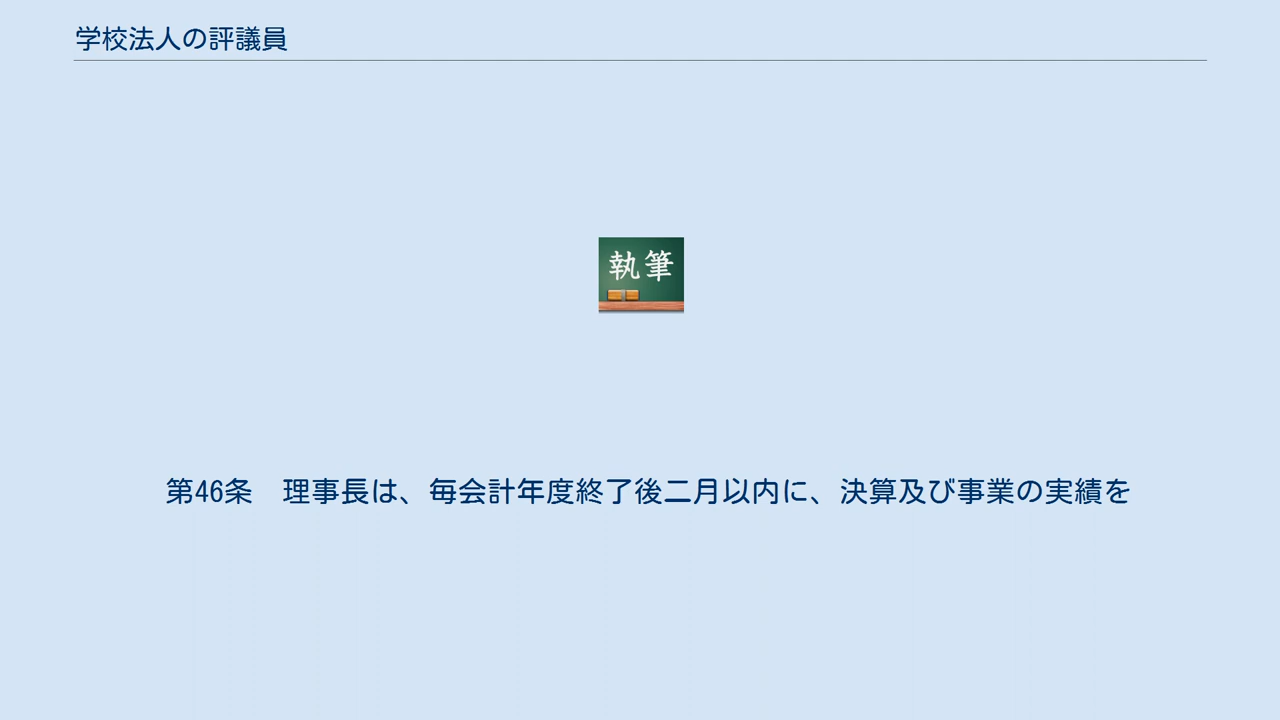 学校法人の評議員
執筆
第46条　理事長は、毎会計年度終了後二月以内に、決算及び事業の実績を